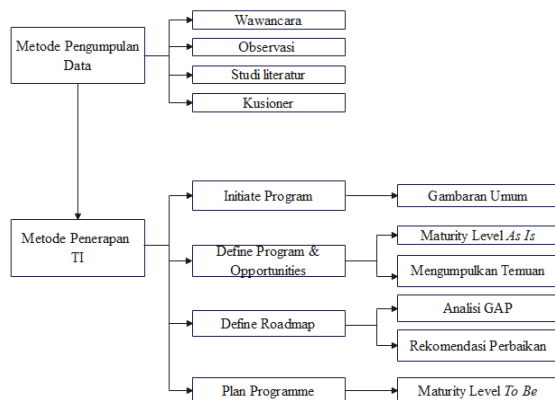 Metode Pengumpulan
Data
Wawancara
Observasi
Studi literatur
Kusioner
Metode Penerapan
TI
Initiate Program
Gambaran Umum
Define Program &
Opportunities
Maturity Level As Is
Mengumpulkan Temuan
Define Roadmap
Analisi GAP
Rekomendasi Perbaikan
Plan Programme
Maturity Level To Be